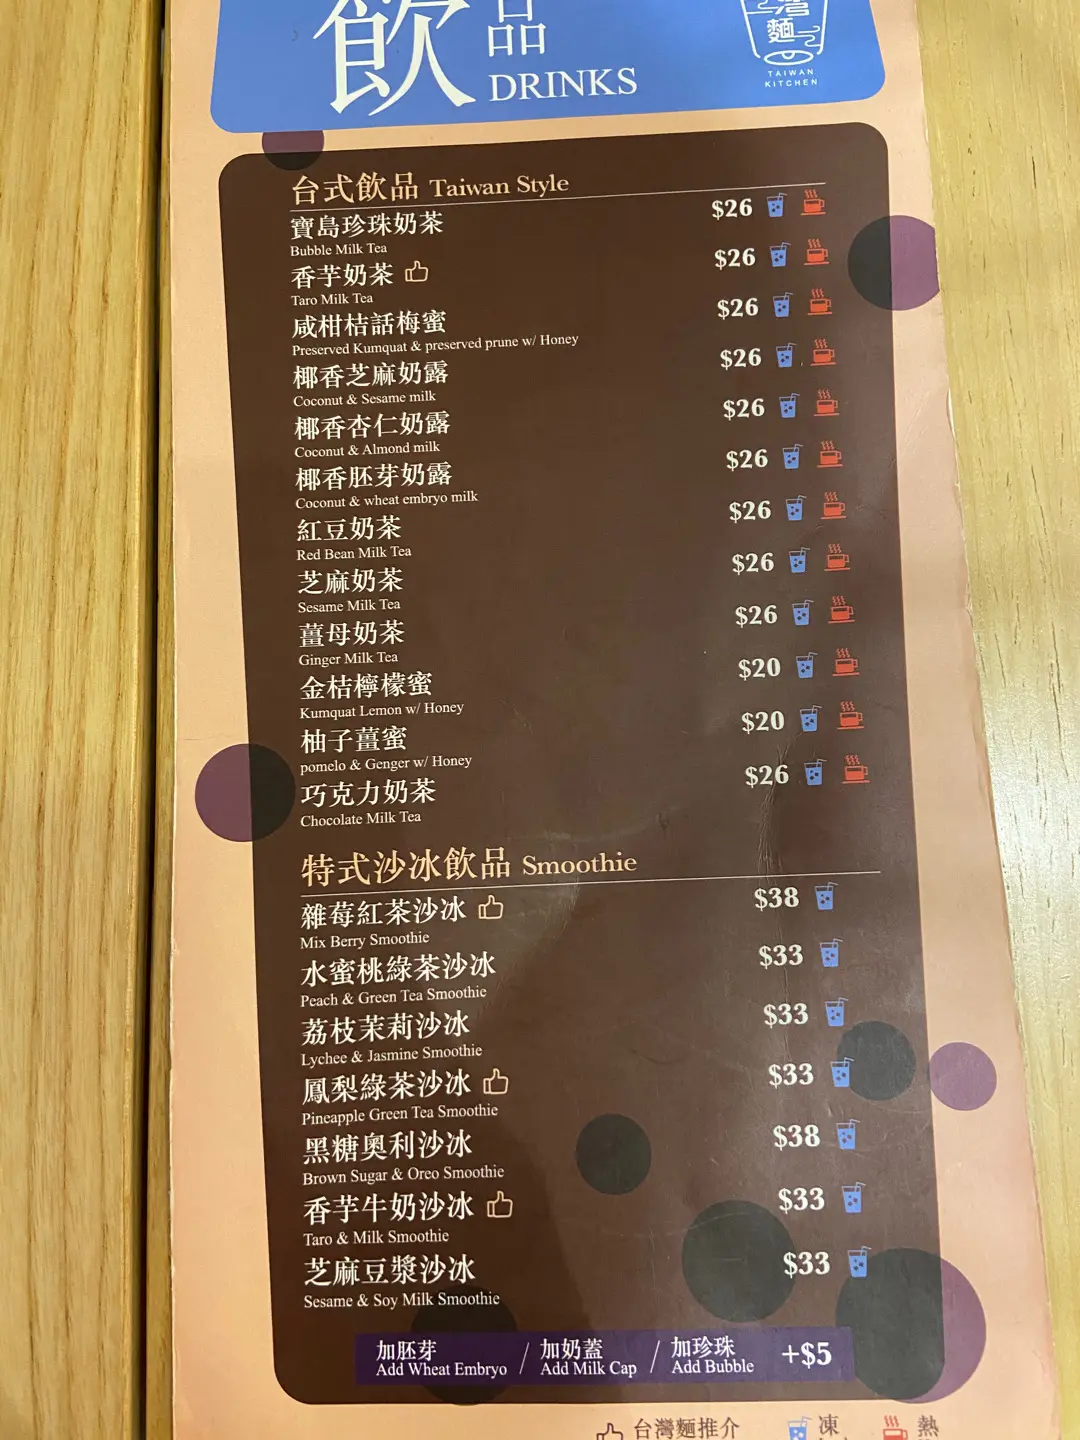 飲品
DRINKS
麵
TAIWAN
KITCHEN
台式飲品 Taiwan Style
寶島珍珠奶茶 $26
Bubble Milk Tea
香芋奶茶 $26
Taro Milk Tea
咸柑桔話梅蜜 $26
Preserved Kumquat & preserved prune w/ Honey
椰香芝麻奶露 $26
Coconut & Sesame milk
椰香杏仁奶露 $26
Coconut & Almond milk
椰香胚芽奶露 $26
Coconut & wheat embryo milk
紅豆奶茶 $26
Red Bean Milk Tea
芝麻奶茶 $26
Sesame Milk Tea
薑母奶茶 $26
Ginger Milk Tea
金桔檸檬蜜 $20
Kumquat Lemon w/ Honey
柚子薑蜜 $20
pomelo & Genger w/ Honey
巧克力奶茶 $26
Chocolate Milk Tea
特式沙冰飲品 Smoothie
雜莓紅茶沙冰 $38
Mix Berry Smoothie
水蜜桃綠茶沙冰 $33
Peach & Green Tea Smoothie
荔枝茉莉沙冰 $33
Lychee & Jasmine Smoothie
鳳梨綠茶沙冰 $33
Pineapple Green Tea Smoothie
黑糖奧利沙冰 $38
Brown Sugar & Oreo Smoothie
香芋牛奶沙冰 $33
Taro & Milk Smoothie
芝麻豆漿沙冰 $33
Sesame & Soy Milk Smoothie
加胚芽 / 加奶蓋 / 加珍珠 +$5
Add Wheat Embryo Add Milk Cap Add Bubble
台灣麵推介 凍 熱